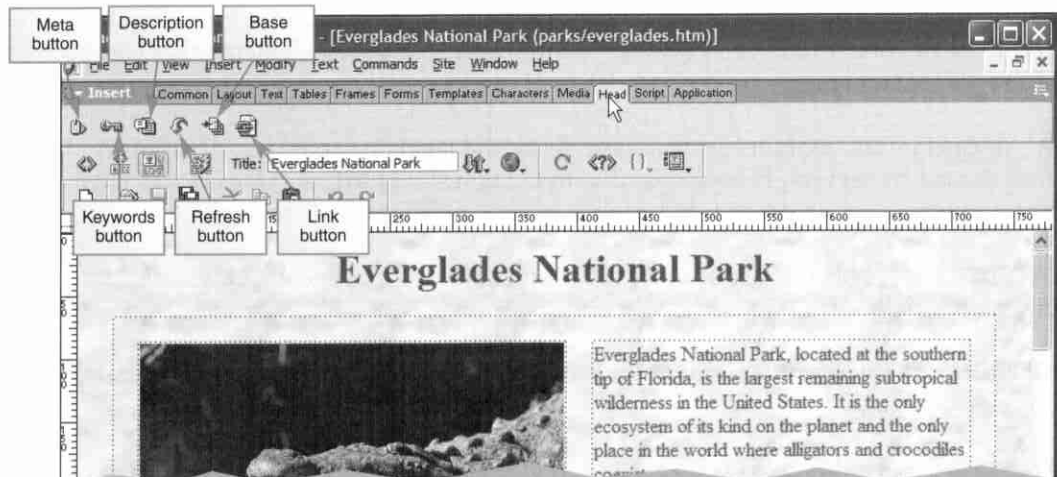 Meta button
Description button
Base button
- [Everglades National Park (parks/everglades.htm)]
File Edit View Insert Modify Text Commands Site Window Help
Insert Common Layout Text Tables Frames Forms Templates Characters Media Head Script Application
Title: Everglades National Park
Keywords button
Refresh button
Link button
250 300 350 400 450 500 550 600 650 700 750
Everglades National Park
Everglades National Park, located at the southern
tip of Florida, is the largest remaining subtropical
wilderness in the United States. It is the only
ecosystem of its kind on the planet and the only
place in the world where alligators and crocodiles